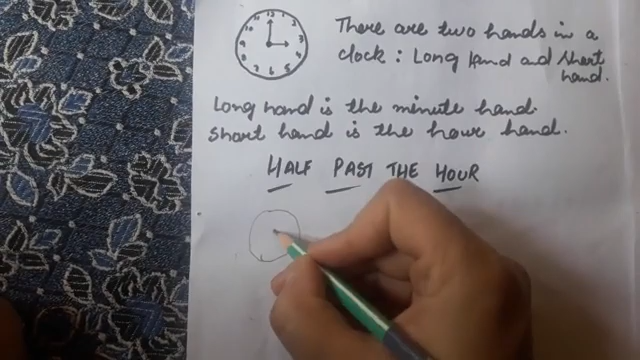 There are two hands in a
clock: Long hand and short
hand.
Long hand is the minute hand.
Short hand is the hour hand.
HALF PAST THE HOUR